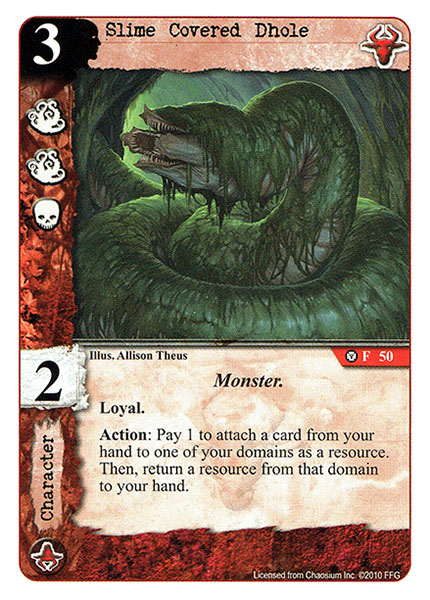 3
Slime Covered Dhole
Illus. Allison Theus
F 50
2
Monster.
Loyal.
Action: Pay 1 to attach a card from your
hand to one of your domains as a resource.
Then, return a resource from that domain
to your hand.
Character
Licensed from Chaosium Inc. ©2010 FFG